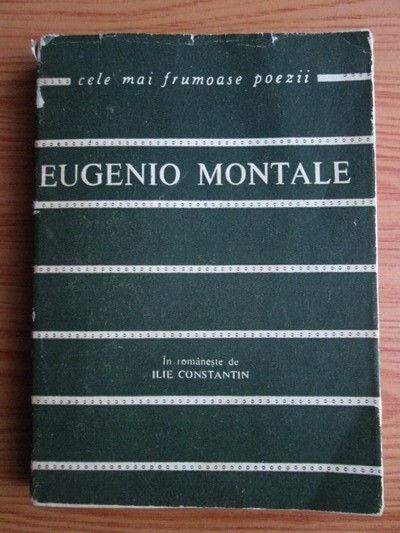 cele mai frumoase poezii
EUGENIO MONTALE
În românește de
ILIE CONSTANTIN